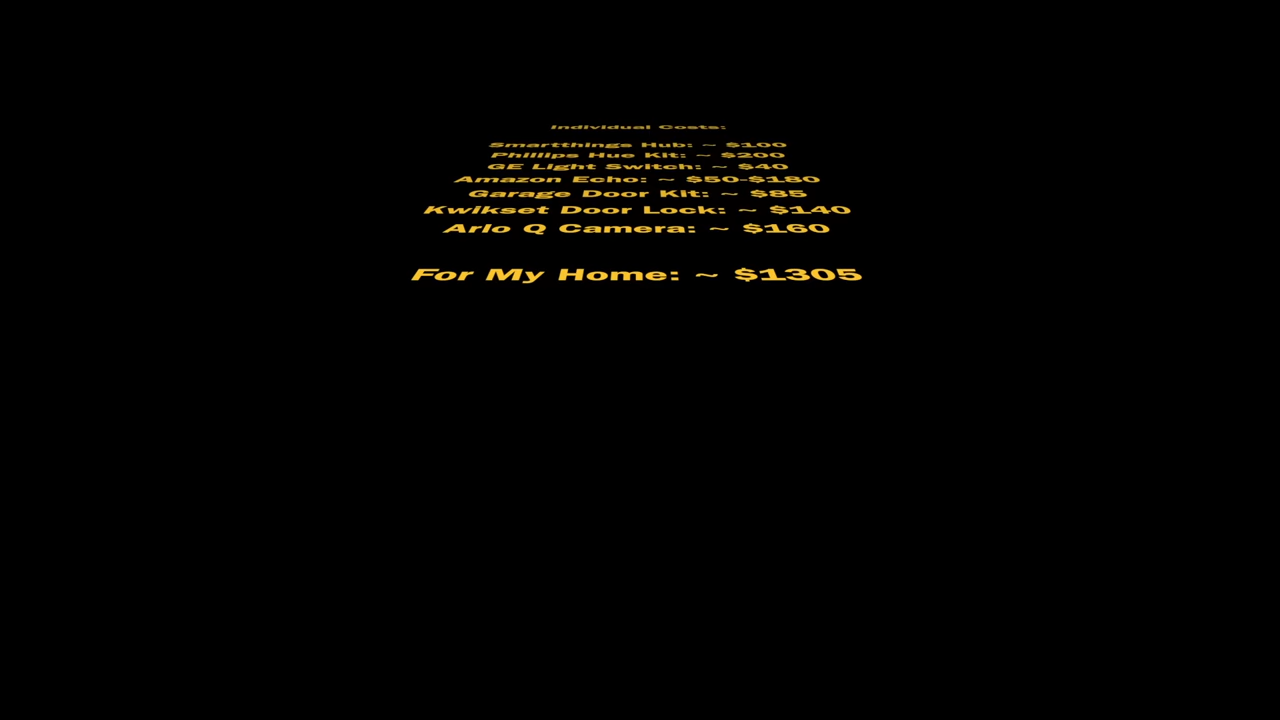 Individual Costs:
Smartthings Hub: ~ $100
Phillips Hue Kit: ~ $200
GE Light Switch: ~ $40
Amazon Echo: ~ $50-$180
Garage Door Kit: ~ $85
Kwikset Door Lock: ~ $140
Arlo Q Camera: ~ $160
For My Home: ~ $1305